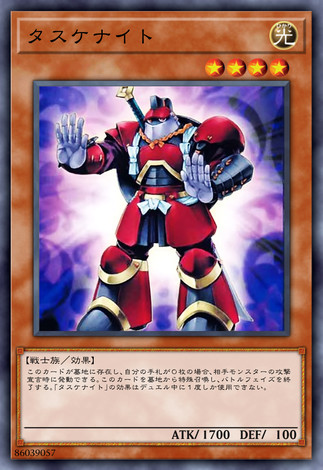 タスケナイト
光
【戦士族／効果】
このカードが墓地に存在し、自分の手札が０枚の場合、相手モンスターの攻撃
宣言時に発動できる。このカードを墓地から特殊召喚し、バトルフェイズを終
了する。「タスケナイト」の効果はデュエル中に１度しか使用できない。
ATK/ 1700 DEF/ 100
86039057